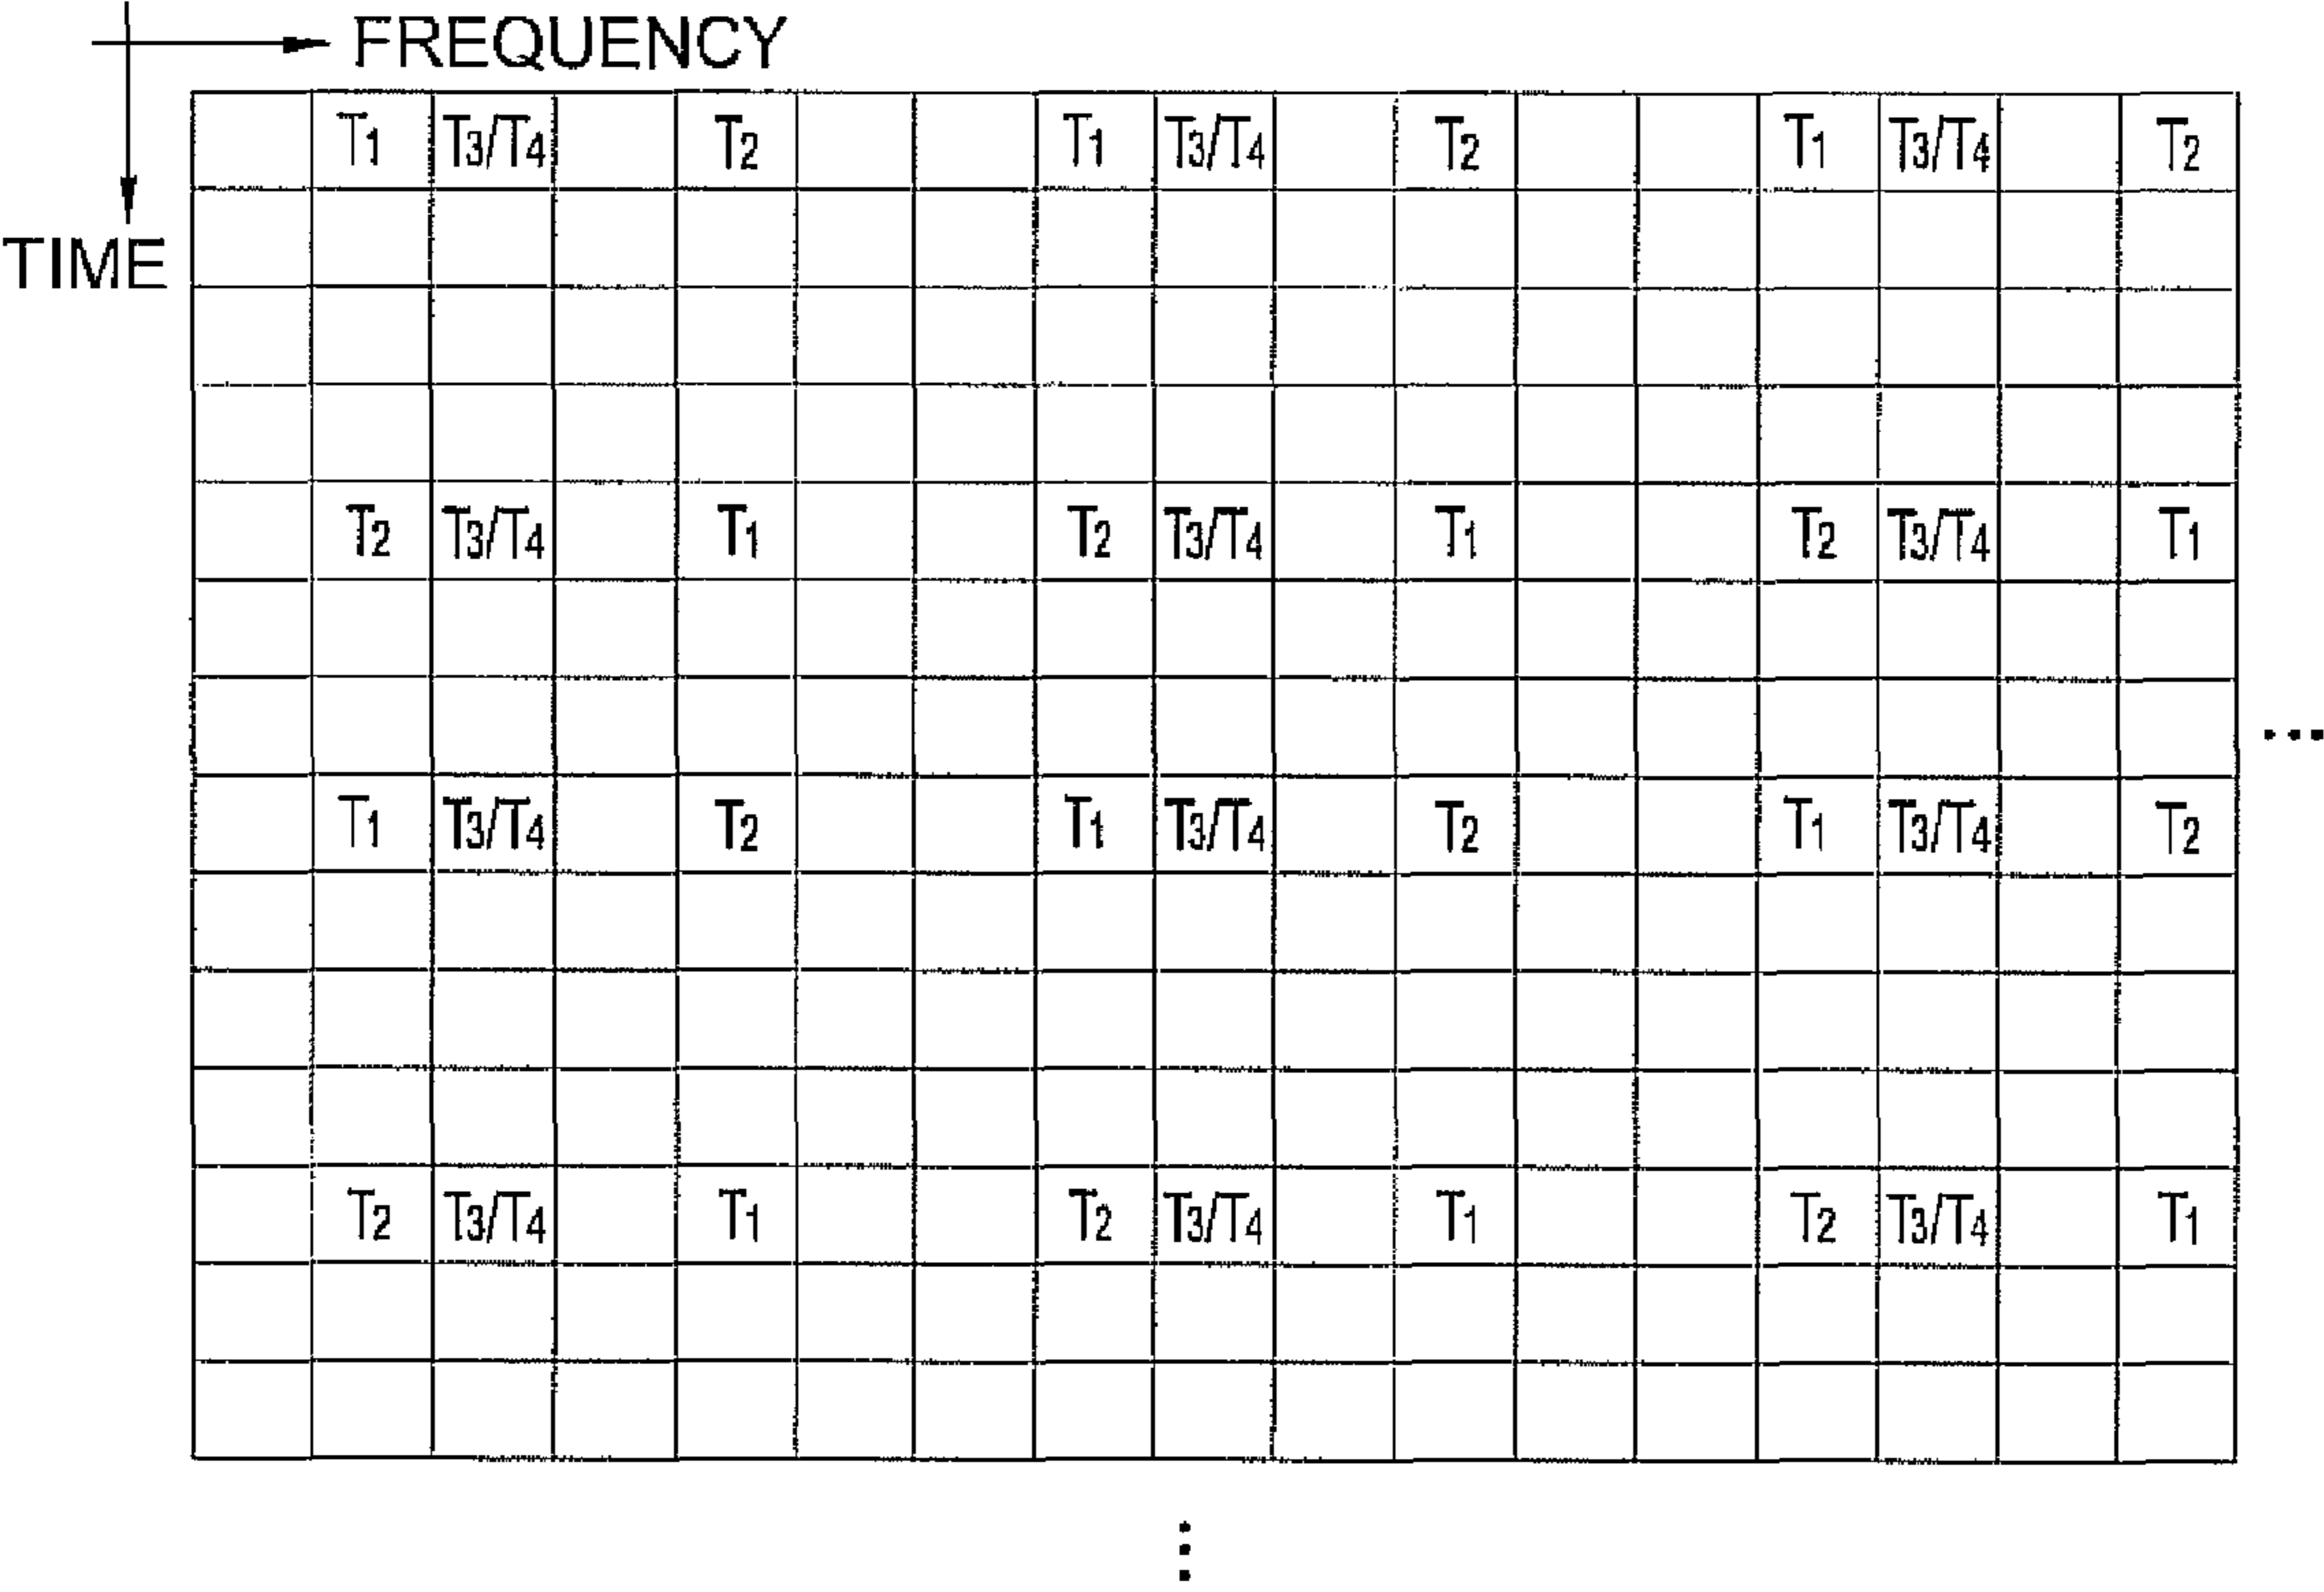 FREQUENCY
TIME
T1 T3/T4 T2 T1 T3/T4 T2 T1 T3/T4 T2
T2 T3/T4 T1 T2 T3/T4 T1 T2 T3/T4 T1
...
T1 T3/T4 T2 T1 T3/T4 T2 T1 T3/T4 T2
T2 T3/T4 T1 T2 T3/T4 T1 T2 T3/T4 T1
⋮